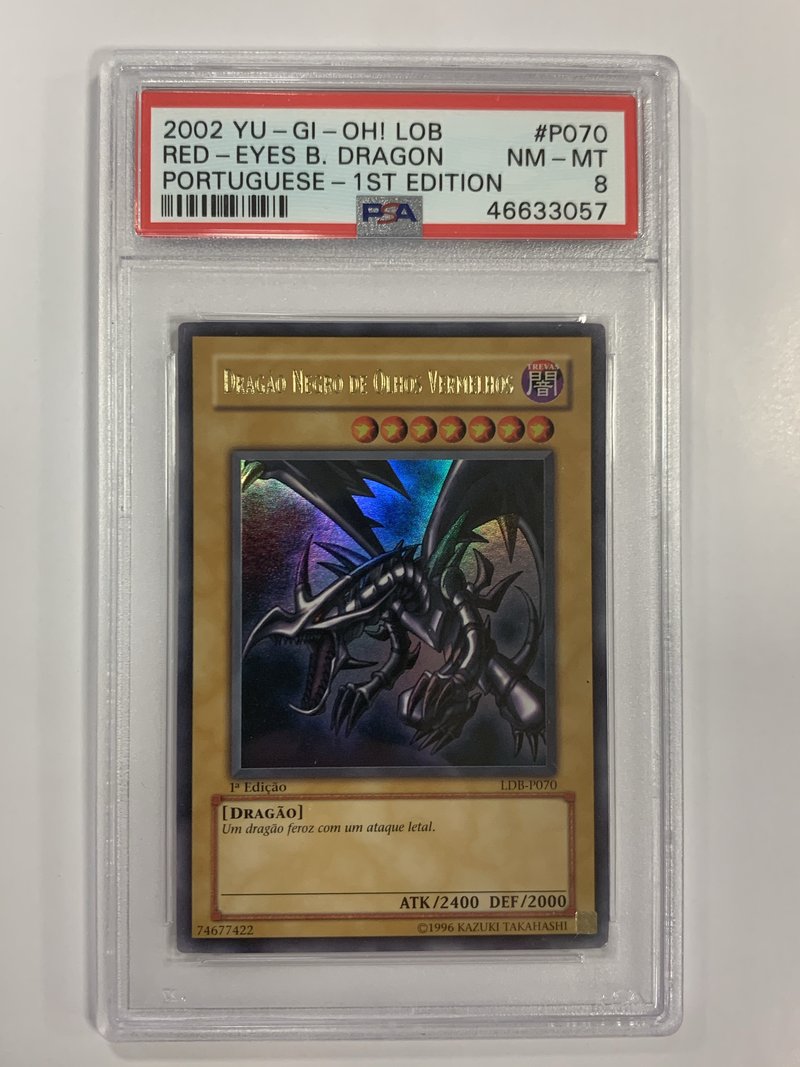 2002 YU-GI-OH! LOB #P070
RED-EYES B. DRAGON NM-MT
PORTUGUESE-1ST EDITION 8
PSA 46633057
DRAGÃO NEGRO DE OLHOS VERMELHOS
TREVAS
闇
1ª Edição LDB-P070
[DRAGÃO]
Um dragão feroz com um ataque letal.
ATK/2400 DEF/2000
74677422 ©1996 KAZUKI TAKAHASHI